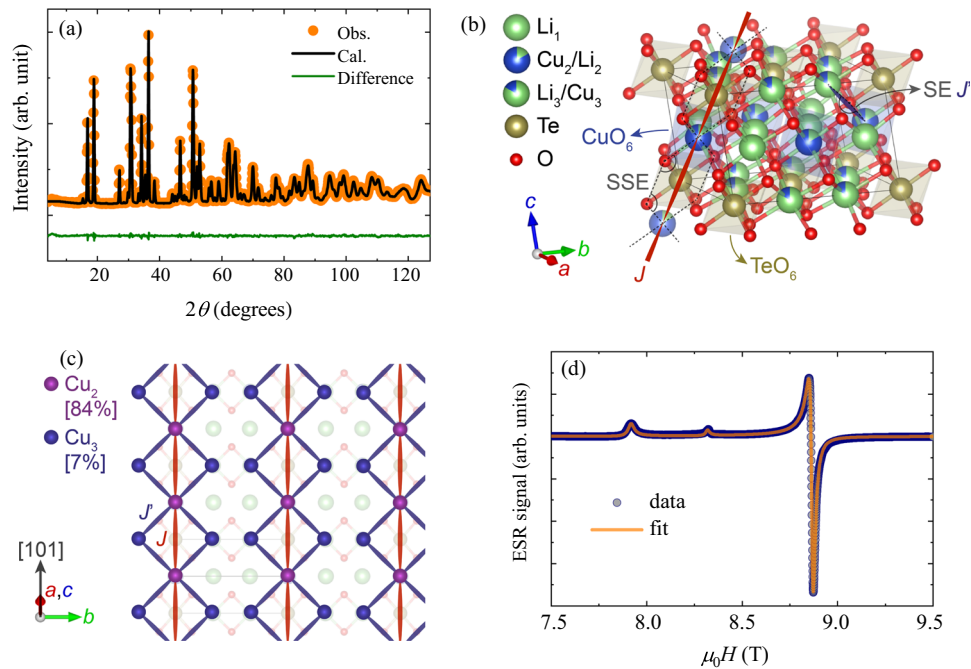 (a)
Obs.
Cal.
Difference
Intensity (arb. unit)
20 40 60 80 100 120
2θ (degrees)
(b)
Li₁
Cu₂/Li₂
Li₃/Cu₃
Te
O
CuO₆
SSE
SE J'
TeO₆
J
c
b
a
(c)
Cu₂
[84%]
Cu₃
[7%]
J'
J
[101]
a,c
b
(d)
ESR signal (arb. units)
data
fit
7.5 8.0 8.5 9.0 9.5
μ₀H (T)